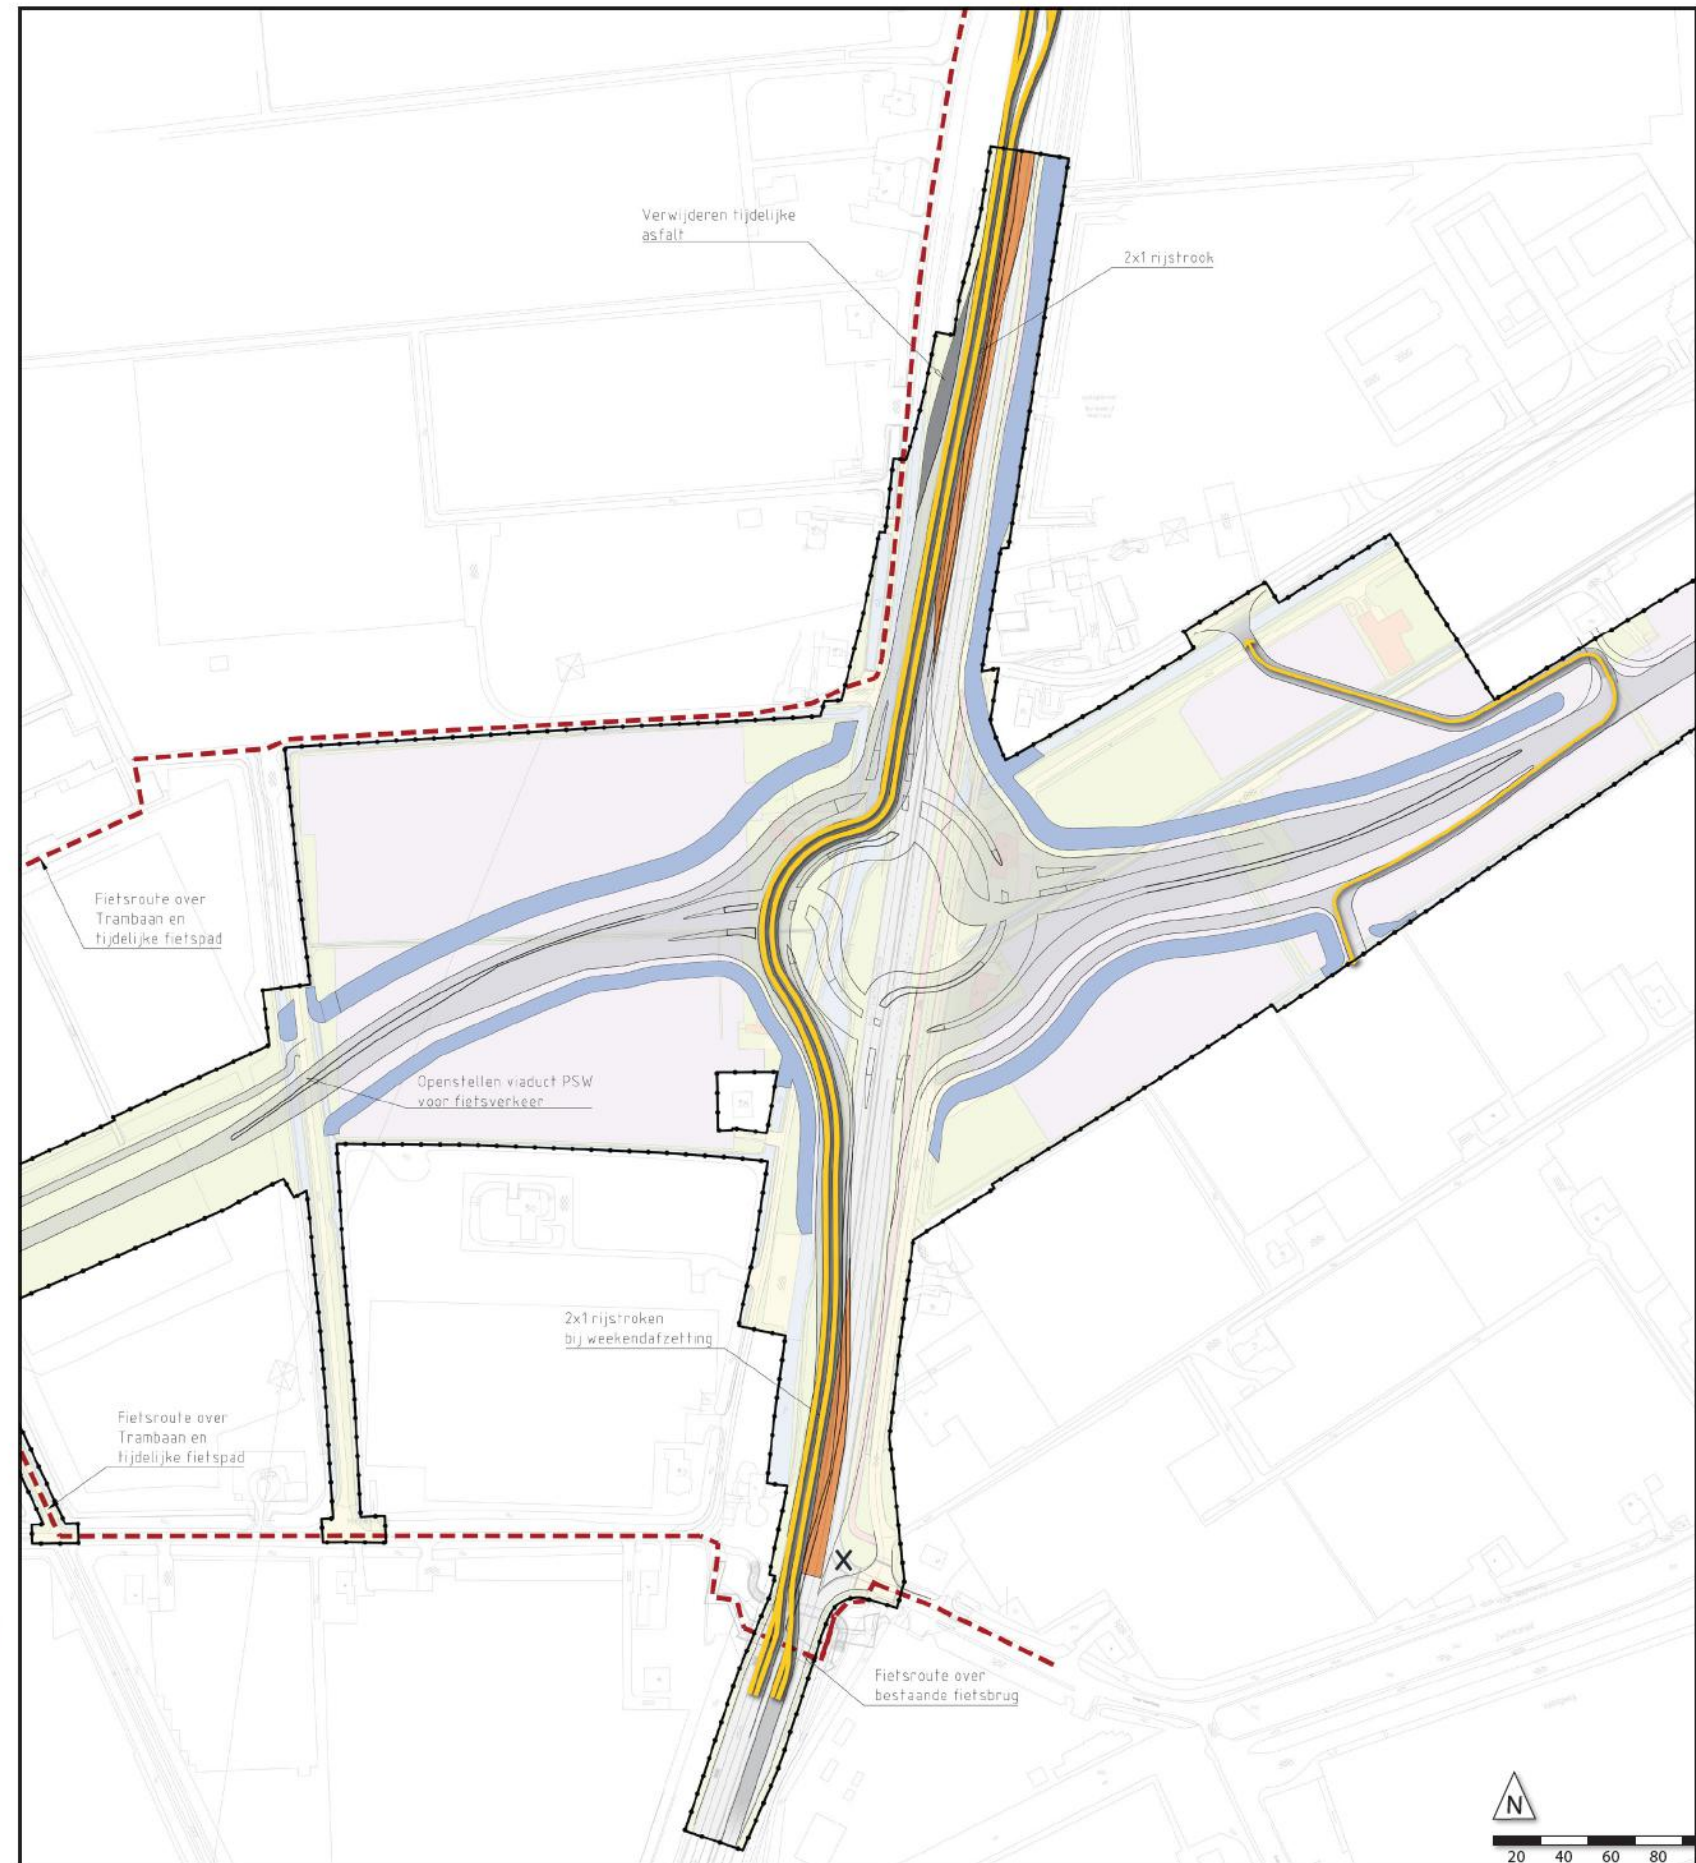 Verwijderen tijdelijke
asfalt
2x1 rijstrook
Fietsroute over
Trambaan en
tijdelijke fietspad
Openstellen viaduct PSW
voor fietsverkeer
2x1 rijstroken
bij weekendafzetting
Fietsroute over
Trambaan en
tijdelijke fietspad
X
Fietsroute over
bestaande fietsbrug
N
20 40 60 80